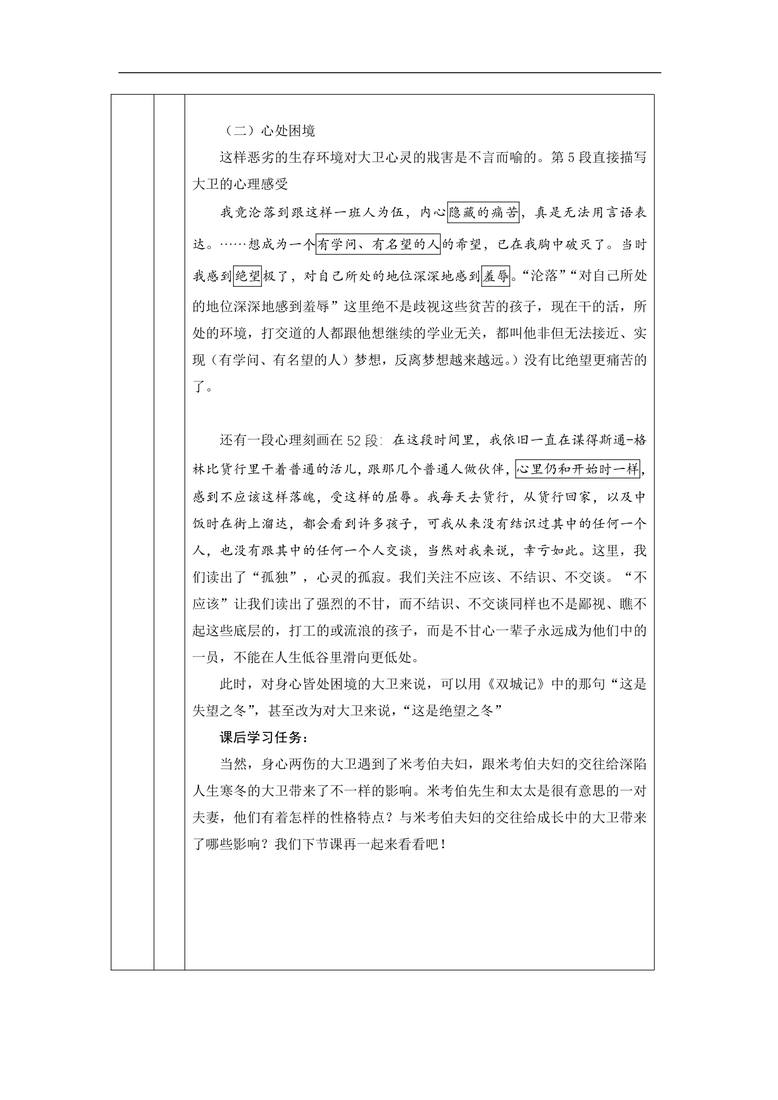 （二）心处困境
这样恶劣的生存环境对大卫心灵的戕害是不言而喻的。第 5 段直接描写
大卫的心理感受
我竟沦落到跟这样一班人为伍，内心隐藏的痛苦，真是无法用言语表
达。……想成为一个有学问、有名望的人的希望，已在我胸中破灭了。当时
我感到绝望极了，对自己所处的地位深深地感到羞辱。“沦落”“对自己所处
的地位深深地感到羞辱”这里绝不是歧视这些贫苦的孩子，现在干的活，所
处的环境，打交道的人都跟他想继续的学业无关，都叫他非但无法接近、实
现（有学问、有名望的人）梦想，反离梦想越来越远。）没有比绝望更痛苦的
了。
还有一段心理刻画在 52 段：在这段时间里，我依旧一直在谋得斯通-格
林比货行里干着普通的活儿，跟那几个普通人做伙伴，心里仍和开始时一样，
感到不应该这样落魄，受这样的屈辱。我每天去货行，从货行回家，以及中
饭时在街上溜达，都会看到许多孩子，可我从来没有结识过其中的任何一个
人，也没有跟其中的任何一个人交谈，当然对我来说，幸亏如此。这里，我
们读出了“孤独”，心灵的孤寂。我们关注不应该、不结识、不交谈。“不
应该”让我们读出了强烈的不甘，而不结识、不交谈同样也不是鄙视、瞧不
起这些底层的，打工的或流浪的孩子，而是不甘心一辈子永远成为他们中的
一员，不能在人生低谷里滑向更低处。
此时，对身心皆处困境的大卫来说，可以用《双城记》中的那句“这是
失望之冬”，甚至改为对大卫来说，“这是绝望之冬”
课后学习任务：
当然，身心两伤的大卫遇到了米考伯夫妇，跟米考伯夫妇的交往给深陷
人生寒冬的大卫带来了不一样的影响。米考伯先生和太太是很有意思的一对
夫妻，他们有着怎样的性格特点？与米考伯夫妇的交往给成长中的大卫带来
了哪些影响？我们下节课再一起来看看吧！